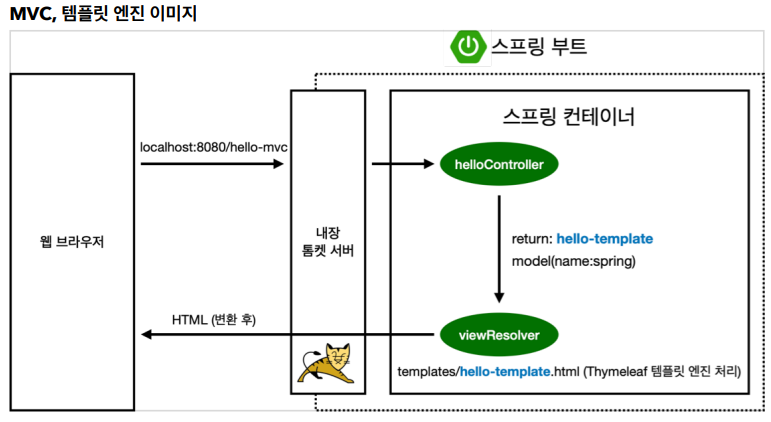 MVC, 템플릿 엔진 이미지
스프링 부트
스프링 컨테이너
localhost:8080/hello-mvc
helloController
웹 브라우저
내장
톰켓 서버
return: hello-template
model(name:spring)
HTML (변환 후)
viewResolver
templates/hello-template.html (Thymeleaf 템플릿 엔진 처리)